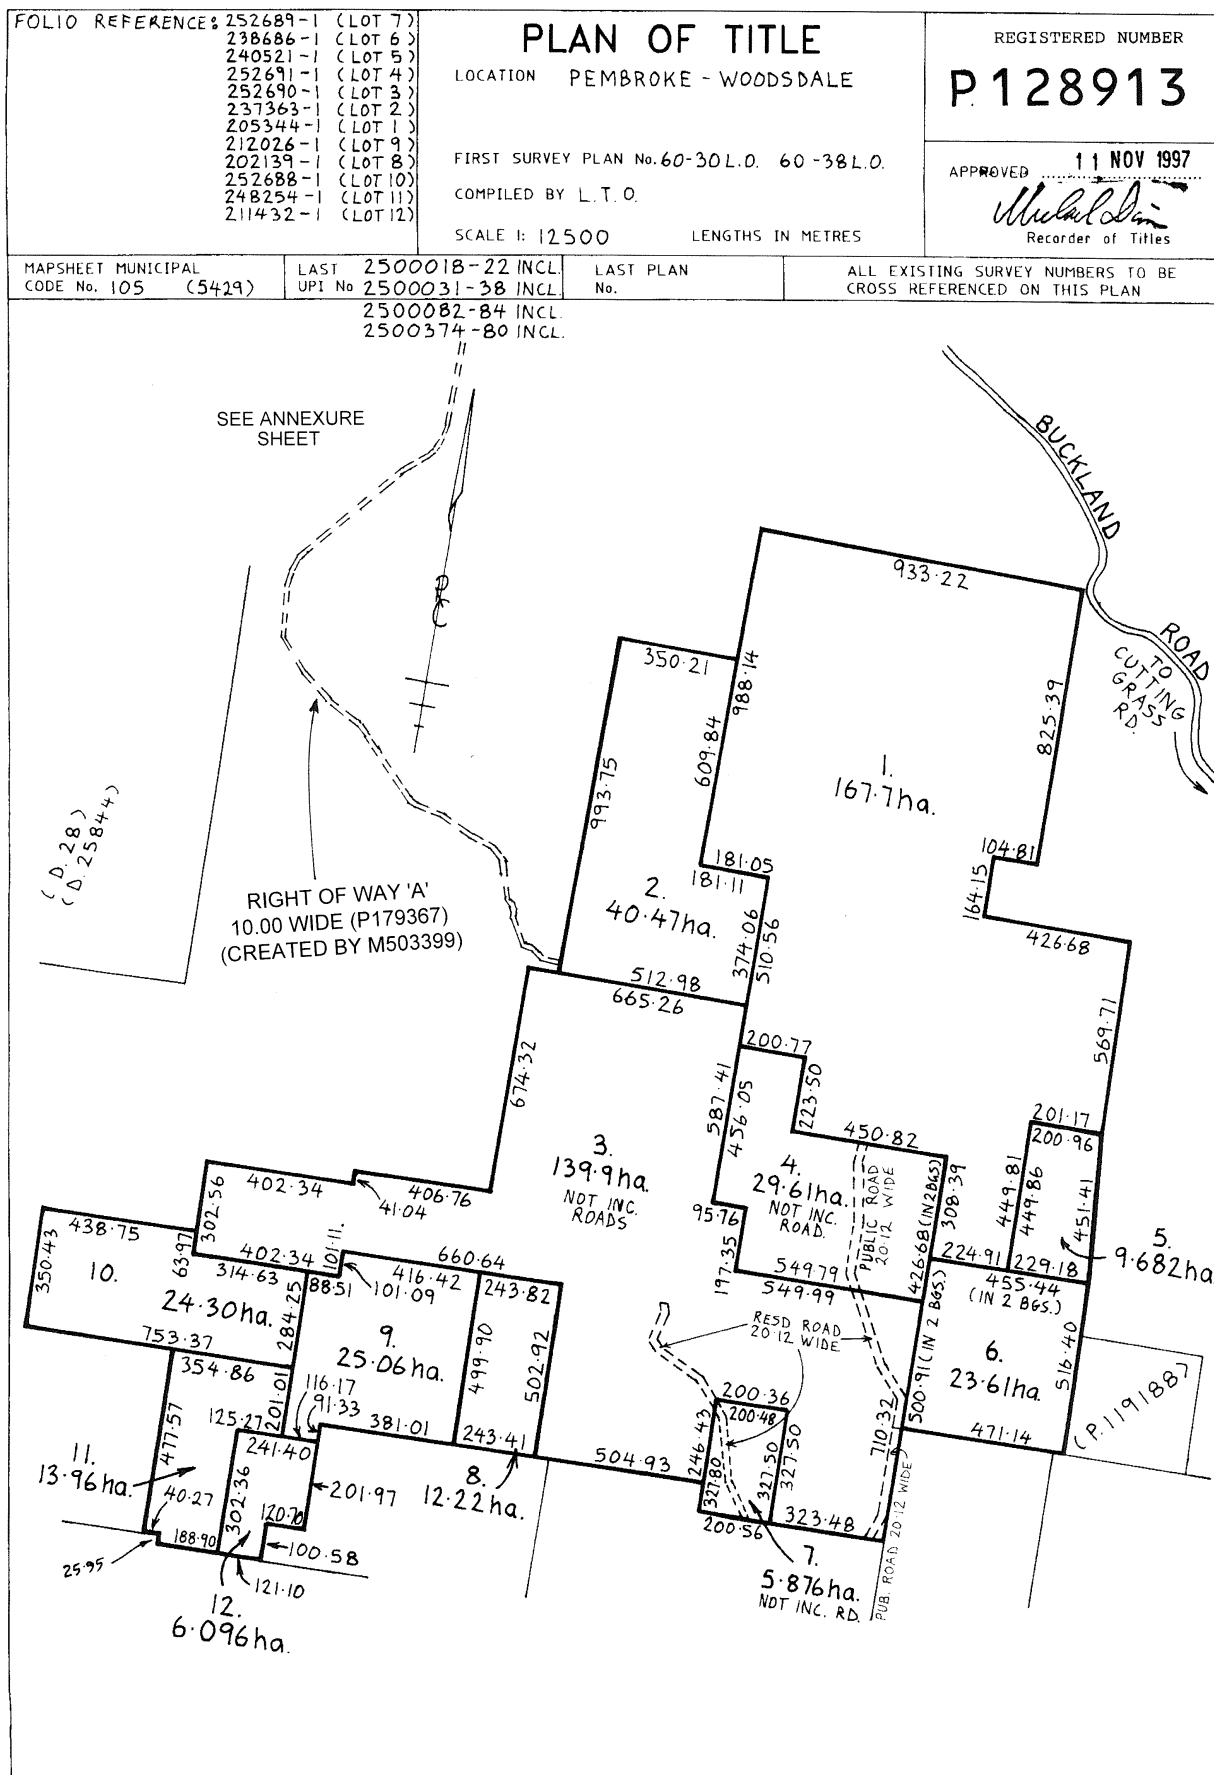 FOLIO REFERENCE: 252689-1 (LOT 7)
238686-1 (LOT 6)
240521-1 (LOT 5)
252691-1 (LOT 4)
252690-1 (LOT 3)
237363-1 (LOT 2)
205344-1 (LOT 1)
212026-1 (LOT 9)
202139-1 (LOT 8)
252688-1 (LOT 10)
248254-1 (LOT 11)
211432-1 (LOT 12)
PLAN OF TITLE
LOCATION PEMBROKE - WOODSDALE
FIRST SURVEY PLAN No. 60-30 L.O. 60-38 L.O.
COMPILED BY L.T.O.
SCALE 1: 12500 LENGTHS IN METRES
REGISTERED NUMBER
P.128913
APPROVED 11 NOV 1997
Recorder of Titles
MAPSHEET MUNICIPAL
CODE No. 105 (5429)
LAST UPI No 2500018-22 INCL.
2500031-38 INCL.
2500082-84 INCL.
2500374-80 INCL.
LAST PLAN
No.
ALL EXISTING SURVEY NUMBERS TO BE
CROSS REFERENCED ON THIS PLAN
SEE ANNEXURE
SHEET
BUCKLAND
ROAD
TO
CUTTING
GRASS
RD.
933·22
350·21
988·14
609·84
825·39
993·75
1.
167·7ha.
104·81
164·15
181·05
181·11
(D. 28)
(D. 25844)
RIGHT OF WAY 'A'
10.00 WIDE (P179367)
(CREATED BY M503399)
2.
40·47ha.
374·06
510·56
426·68
512·98
665·26
569·71
674·32
200·77
587·41
456·05
223·50
201·17
200·96
450·82
3.
139·9ha.
NOT INC.
ROADS
4.
29·61ha.
NOT INC.
ROAD.
PUBLIC ROAD
20·12 WIDE
426·68 (IN 2 BGS)
308·39
449·81
449·86
451·41
5.
9·682ha
402·34
406·76
41·04
302·56
95·76
197·35
438·75
63·97
350·43
10.
24·30ha.
402·34
101·11.
660·64
314·63
88·51
101·09
416·42
243·82
284·25
549·79
549·99
224·91
229·18
455·44
(IN 2 BGS.)
RESD ROAD
20·12 WIDE
500·91 (IN 2 BGS.)
6.
23·61ha.
516·40
471·14
(P.119188)
753·37
354·86
9.
25·06ha.
499·90
502·92
116·17
91·33
201·01
125·27
241·40
381·01
243·41
200·36
200·48
246·43
327·80
327·50
327·50
710·32
477·57
11.
13·96ha.
40·27
302·36
201·97
8.
12·22ha.
504·93
120·70
188·90
200·56
323·48
25·95
100·58
121·10
12.
6·096ha.
7.
5·876ha.
NOT INC. RD.
PUB. ROAD 20·12 WIDE)